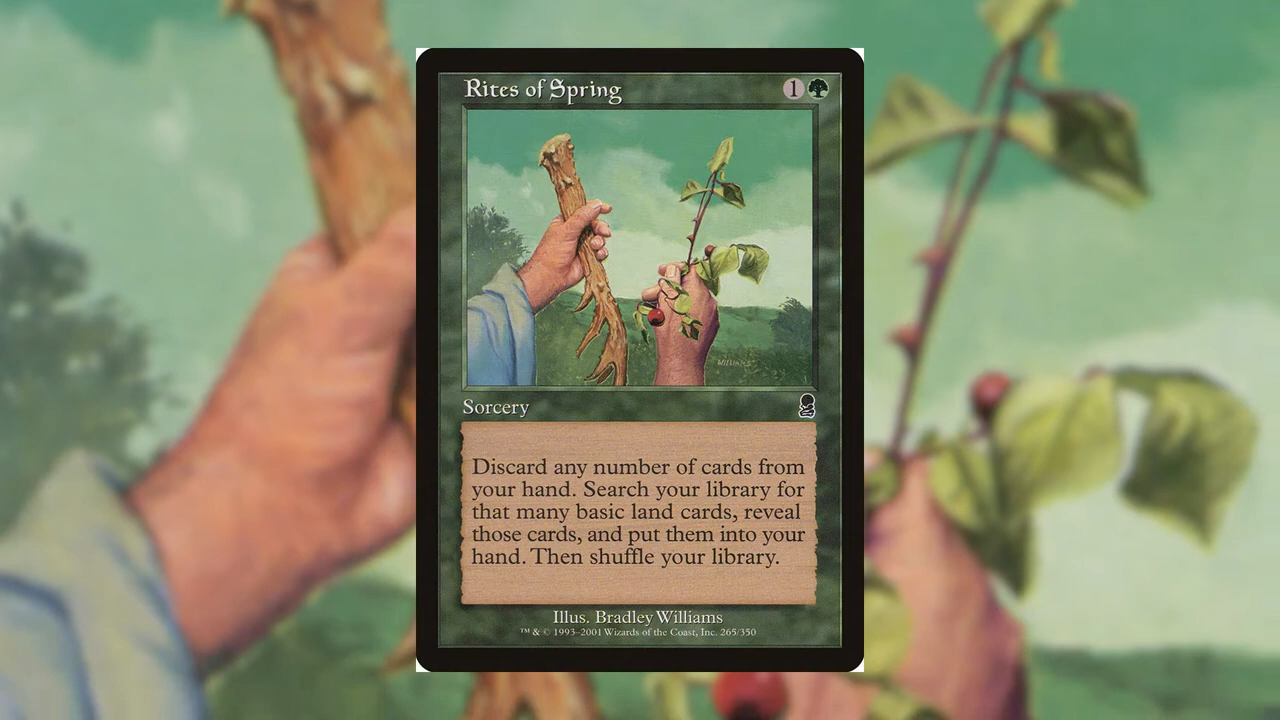 Rites of Spring 1
WILLIAMS
Sorcery
Discard any number of cards from
your hand. Search your library for
that many basic land cards, reveal
those cards, and put them into your
hand. Then shuffle your library.
Illus. Bradley Williams
™ & © 1993–2001 Wizards of the Coast, Inc. 265/350